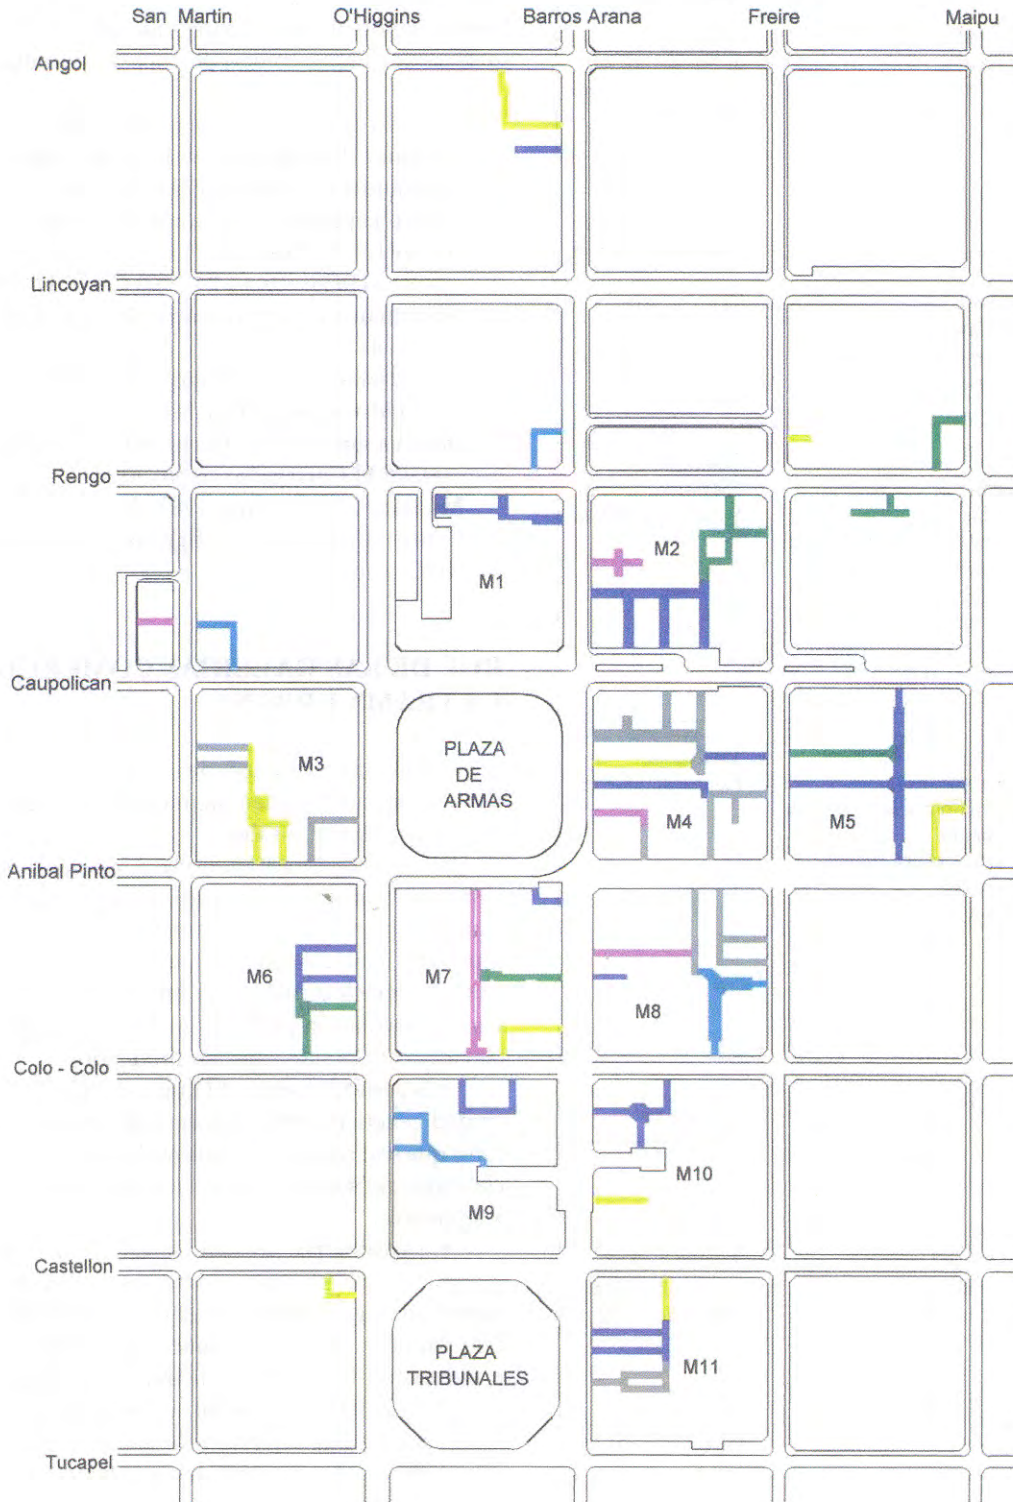 San Martin O'Higgins Barros Arana Freire Maipu
Angol
Lincoyan
Rengo
M1
M2
Caupolican
M3
PLAZA
DE
ARMAS
M4
M5
Anibal Pinto
M6
M7
M8
Colo - Colo
M9
M10
Castellon
PLAZA
TRIBUNALES
M11
Tucapel